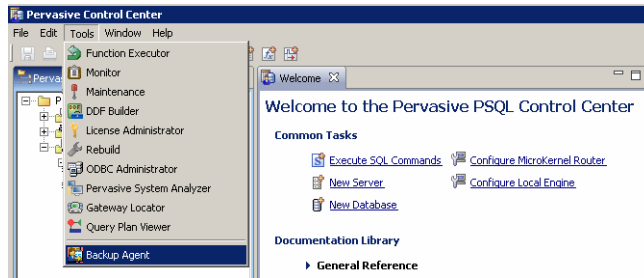 Pervasive Control Center
File Edit Tools Window Help
Function Executor
Monitor
Maintenance
DDF Builder
License Administrator
Rebuild
ODBC Administrator
Pervasive System Analyzer
Gateway Locator
Query Plan Viewer
Backup Agent
Perva
P
Welcome
Welcome to the Pervasive PSQL Control Center
Common Tasks
Execute SQL Commands Configure MicroKernel Router
New Server Configure Local Engine
New Database
Documentation Library
General Reference